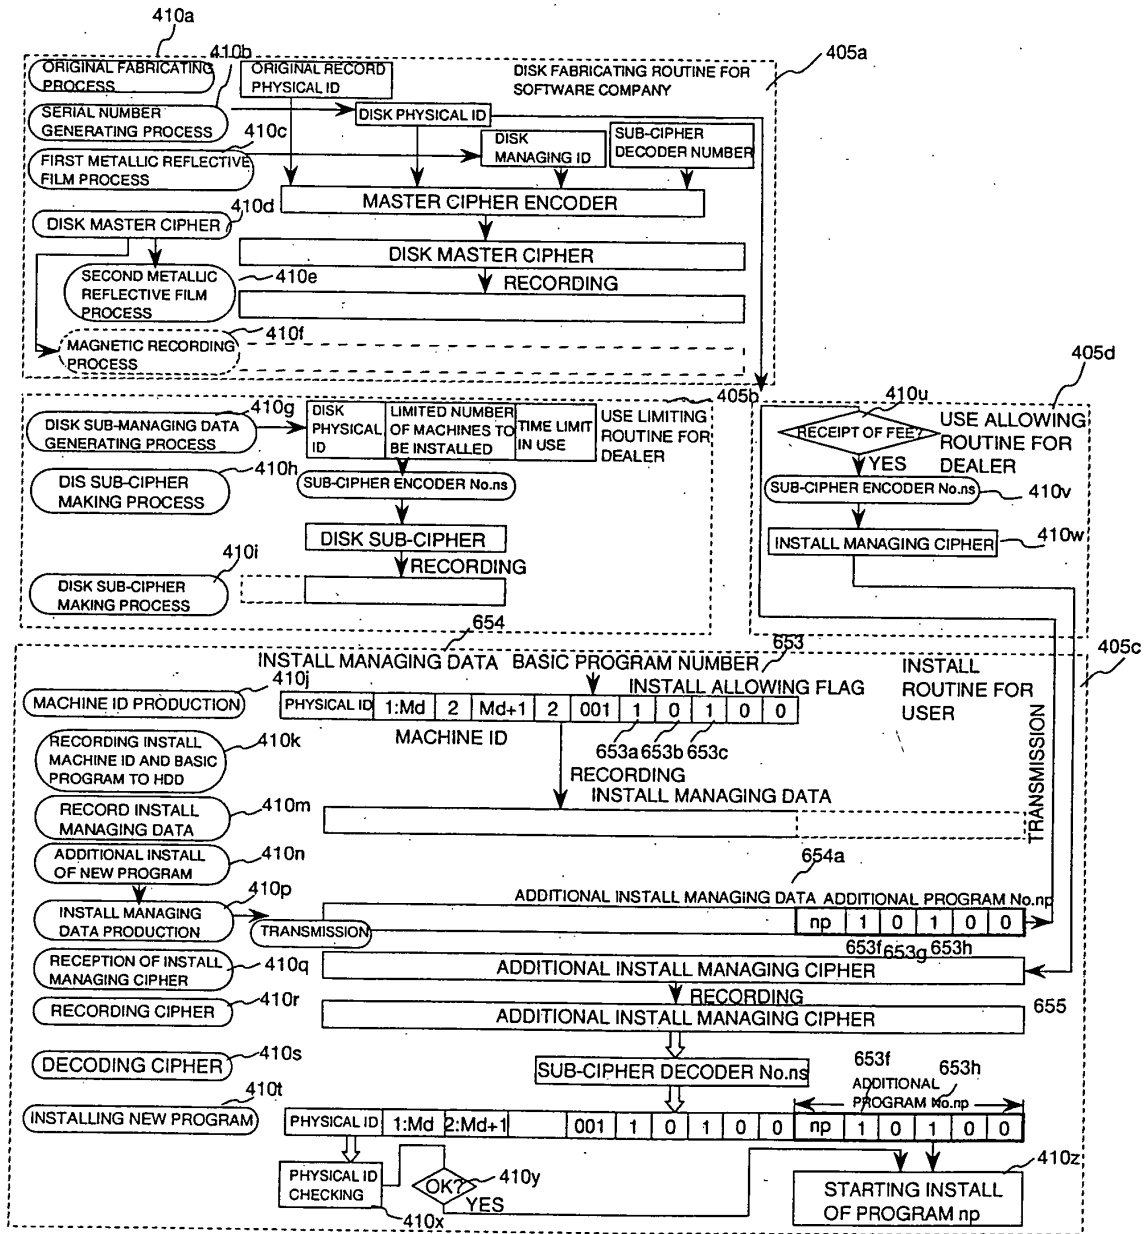 410a
410b
405a
ORIGINAL FABRICATING
PROCESS
ORIGINAL RECORD
PHYSICAL ID
DISK FABRICATING ROUTINE FOR
SOFTWARE COMPANY
SERIAL NUMBER
GENERATING PROCESS
DISK PHYSICAL ID
410c
DISK
MANAGING ID
SUB-CIPHER
DECODER NUMBER
FIRST METALLIC REFLECTIVE
FILM PROCESS
MASTER CIPHER ENCODER
410d
DISK MASTER CIPHER
DISK MASTER CIPHER
RECORDING
SECOND METALLIC
REFLECTIVE FILM
PROCESS
410e
410f
MAGNETIC RECORDING
PROCESS
405d
405b
410g
DISK SUB-MANAGING DATA
GENERATING PROCESS
DISK
PHYSICAL
ID
LIMITED NUMBER
OF MACHINES TO
BE INSTALLED
TIME LIMIT
IN USE
USE LIMITING
ROUTINE FOR
DEALER
410u
RECEIPT OF FEE?
USE ALLOWING
ROUTINE FOR
DEALER
YES
410h
DIS SUB-CIPHER
MAKING PROCESS
SUB-CIPHER ENCODER No.ns
SUB-CIPHER ENCODER No.ns
410v
DISK SUB-CIPHER
INSTALL MANAGING CIPHER
410w
RECORDING
410i
DISK SUB-CIPHER
MAKING PROCESS
654
653
405c
INSTALL MANAGING DATA BASIC PROGRAM NUMBER
INSTALL ALLOWING FLAG
INSTALL
ROUTINE FOR
USER
410j
MACHINE ID PRODUCTION
PHYSICAL ID 1:Md 2 Md+1 2 001 1 0 1 0 0
MACHINE ID
653a 653b 653c
410k
RECORDING INSTALL
MACHINE ID AND BASIC
PROGRAM TO HDD
RECORDING
INSTALL MANAGING DATA
TRANSMISSION
410m
RECORD INSTALL
MANAGING DATA
410n
ADDITIONAL INSTALL
OF NEW PROGRAM
654a
410p
INSTALL MANAGING
DATA PRODUCTION
TRANSMISSION
ADDITIONAL INSTALL MANAGING DATA ADDITIONAL PROGRAM No.np
np 1 0 1 0 0
653f 653g 653h
410q
RECEPTION OF INSTALL
MANAGING CIPHER
ADDITIONAL INSTALL MANAGING CIPHER
RECORDING
410r
RECORDING CIPHER
ADDITIONAL INSTALL MANAGING CIPHER
655
410s
DECODING CIPHER
SUB-CIPHER DECODER No.ns
653f
653h
ADDITIONAL
PROGRAM No.np
410t
INSTALLING NEW PROGRAM
PHYSICAL ID 1:Md 2:Md+1 001 1 0 1 0 0 np 1 0 1 0 0
PHYSICAL ID
CHECKING
410x
OK?
410y
YES
STARTING INSTALL
OF PROGRAM np
410z